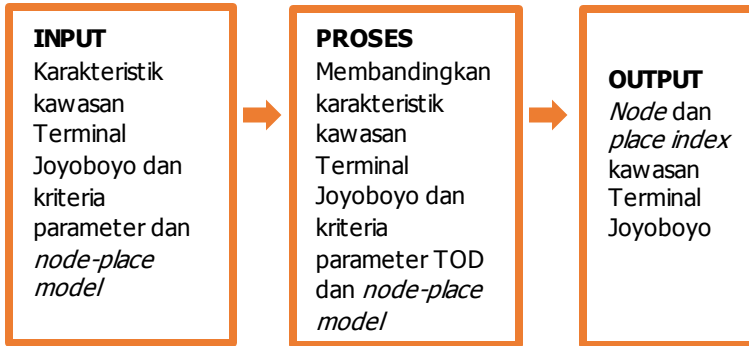 INPUT
Karakteristik
kawasan
Terminal
Joyoboyo dan
kriteria
parameter dan
node-place
model
PROSES
Membandingkan
karakteristik
kawasan
Terminal
Joyoboyo dan
kriteria
parameter TOD
dan node-place
model
OUTPUT
Node dan
place index
kawasan
Terminal
Joyoboyo